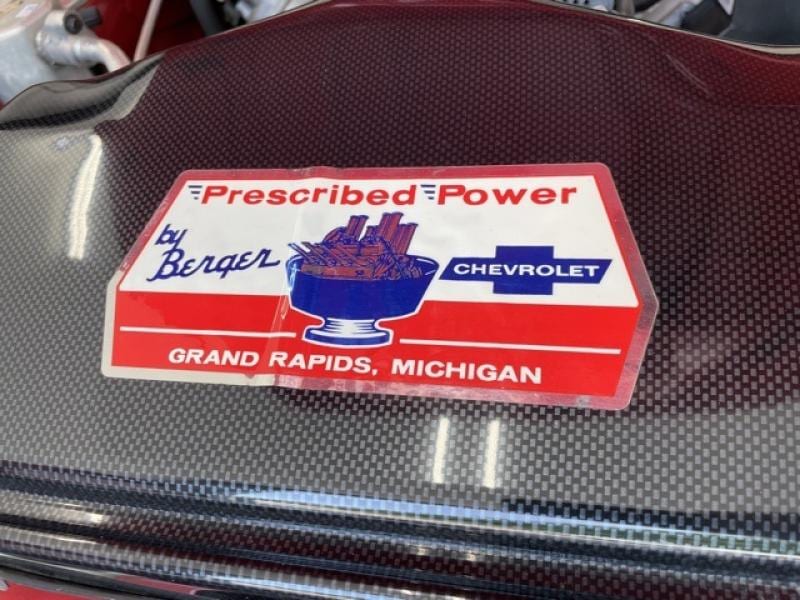 Prescribed Power
by
Berger
CHEVROLET
GRAND RAPIDS, MICHIGAN